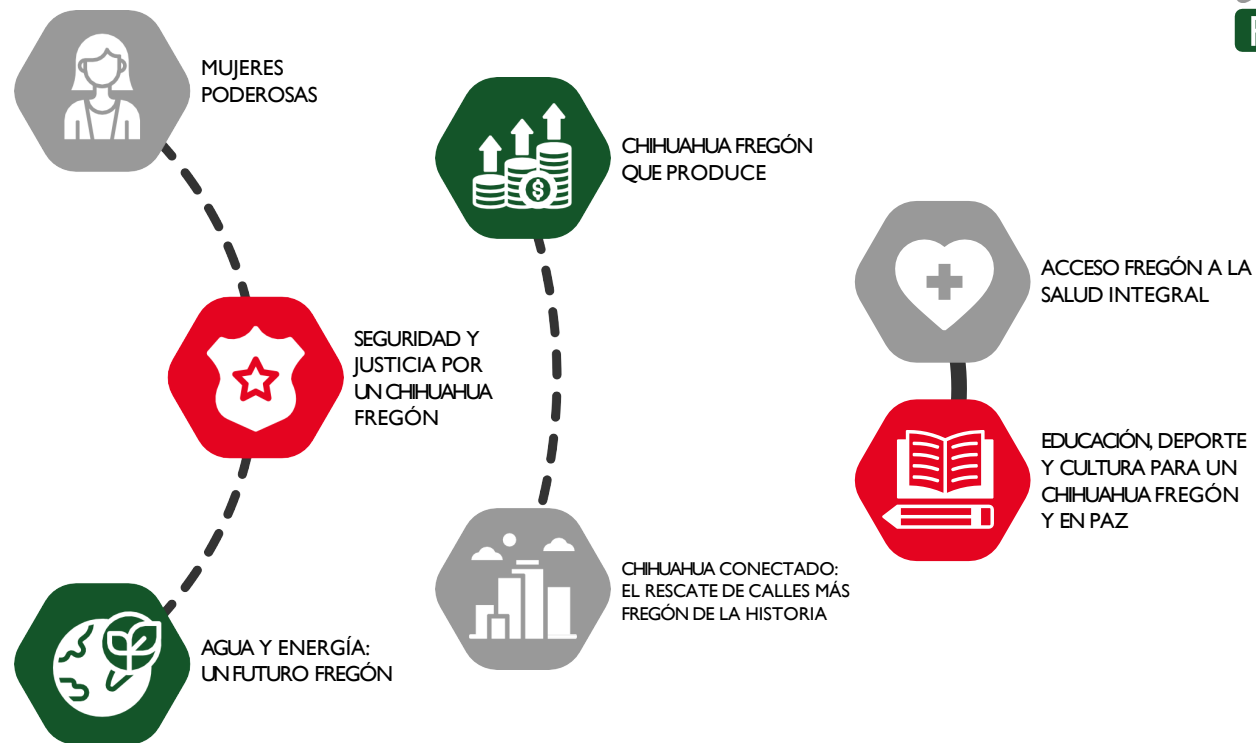 MUJERES
PODEROSAS
SEGURIDAD Y
JUSTICIA POR
UN CHIHUAHUA
FREGÓN
AGUA Y ENERGÍA:
UN FUTURO FREGÓN
CHIHUAHUA FREGÓN
QUE PRODUCE
$
CHIHUAHUA CONECTADO:
EL RESCATE DE CALLES MÁS
FREGÓN DE LA HISTORIA
ACCESO FREGÓN A LA
SALUD INTEGRAL
EDUCACIÓN, DEPORTE
Y CULTURA PARA UN
CHIHUAHUA FREGÓN
Y EN PAZ